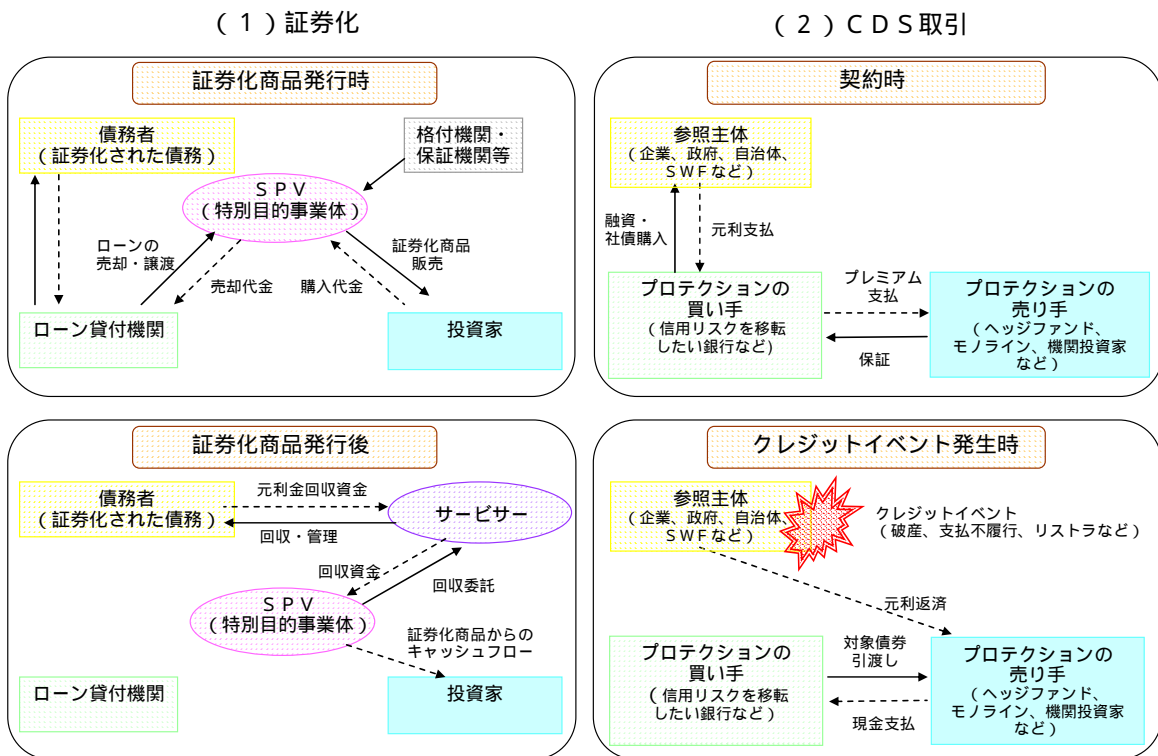 (1)証券化
証券化商品発行時
債務者
(証券化された債務)
格付機関・
保証機関等
SPV
(特別目的事業体)
ローンの
売却・譲渡
証券化商品
販売
売却代金
購入代金
ローン貸付機関
投資家
証券化商品発行後
債務者
(証券化された債務)
元利金回収資金
サービサー
回収・管理
回収資金
回収委託
SPV
(特別目的事業体)
証券化商品からの
キャッシュフロー
ローン貸付機関
投資家
(2)CDS取引
契約時
参照主体
(企業、政府、自治体、
SWFなど)
融資・
社債購入
元利支払
プロテクションの
買い手
(信用リスクを移転
したい銀行など)
プレミアム
支払
保証
プロテクションの
売り手
(ヘッジファンド、
モノライン、機関投資家
など)
クレジットイベント発生時
参照主体
(企業、政府、自治体、
SWFなど)
クレジットイベント
(破産、支払不履行、リストラなど)
元利返済
プロテクションの
買い手
(信用リスクを移転
したい銀行など)
対象債券
引渡し
現金支払
プロテクションの
売り手
(ヘッジファンド、
モノライン、機関投資家
など)